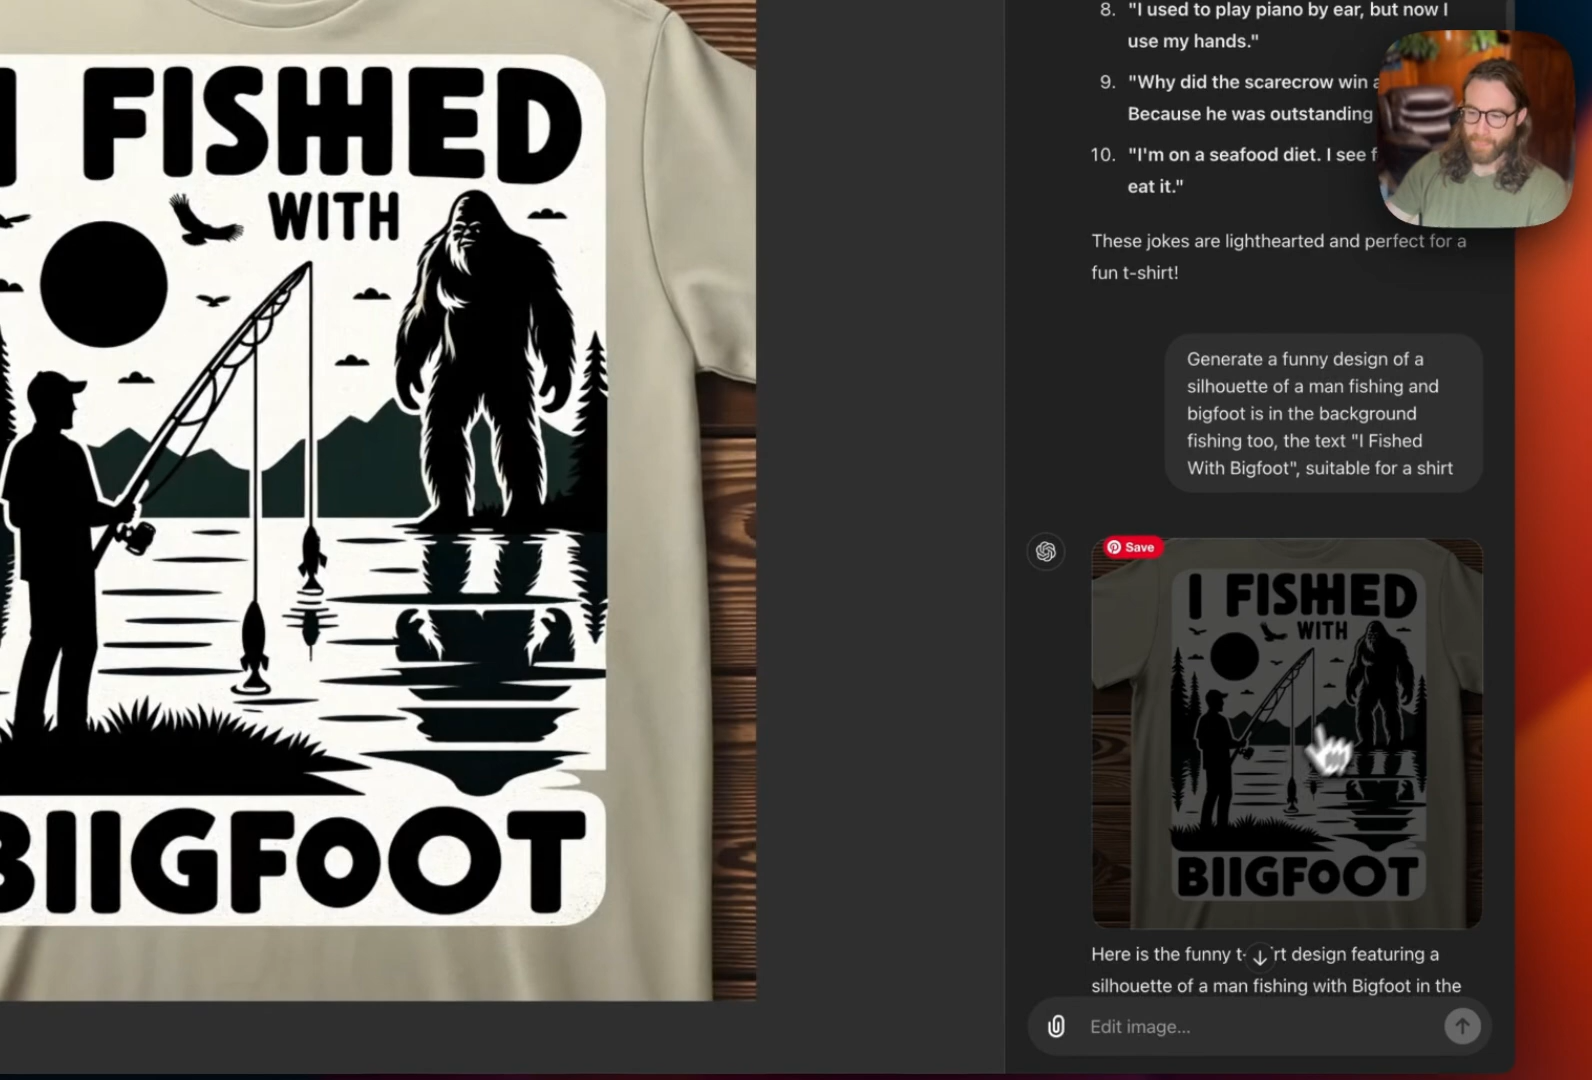 I FISHHED
WITH
BIIGFOOT
8. "I used to play piano by ear, but now I
use my hands."
9. "Why did the scarecrow win
Because he was outstanding
10. "I'm on a seafood diet. I see
eat it."
These jokes are lighthearted and perfect for a
fun t-shirt!
Generate a funny design of a
silhouette of a man fishing and
bigfoot is in the background
fishing too, the text "I Fished
With Bigfoot", suitable for a shirt
Save
I FISHHED
WITH
BIIGFOOT
Here is the funny t- rt design featuring a
silhouette of a man fishing with Bigfoot in the
Edit image...